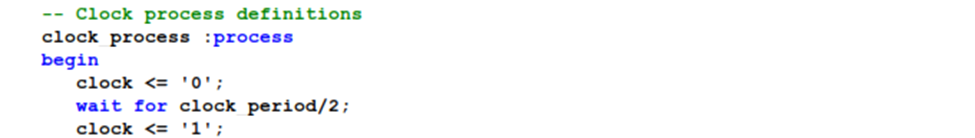 -- Clock process definitions
clock_process :process
begin
clock <= '0';
wait for clock_period/2;
clock <= '1';